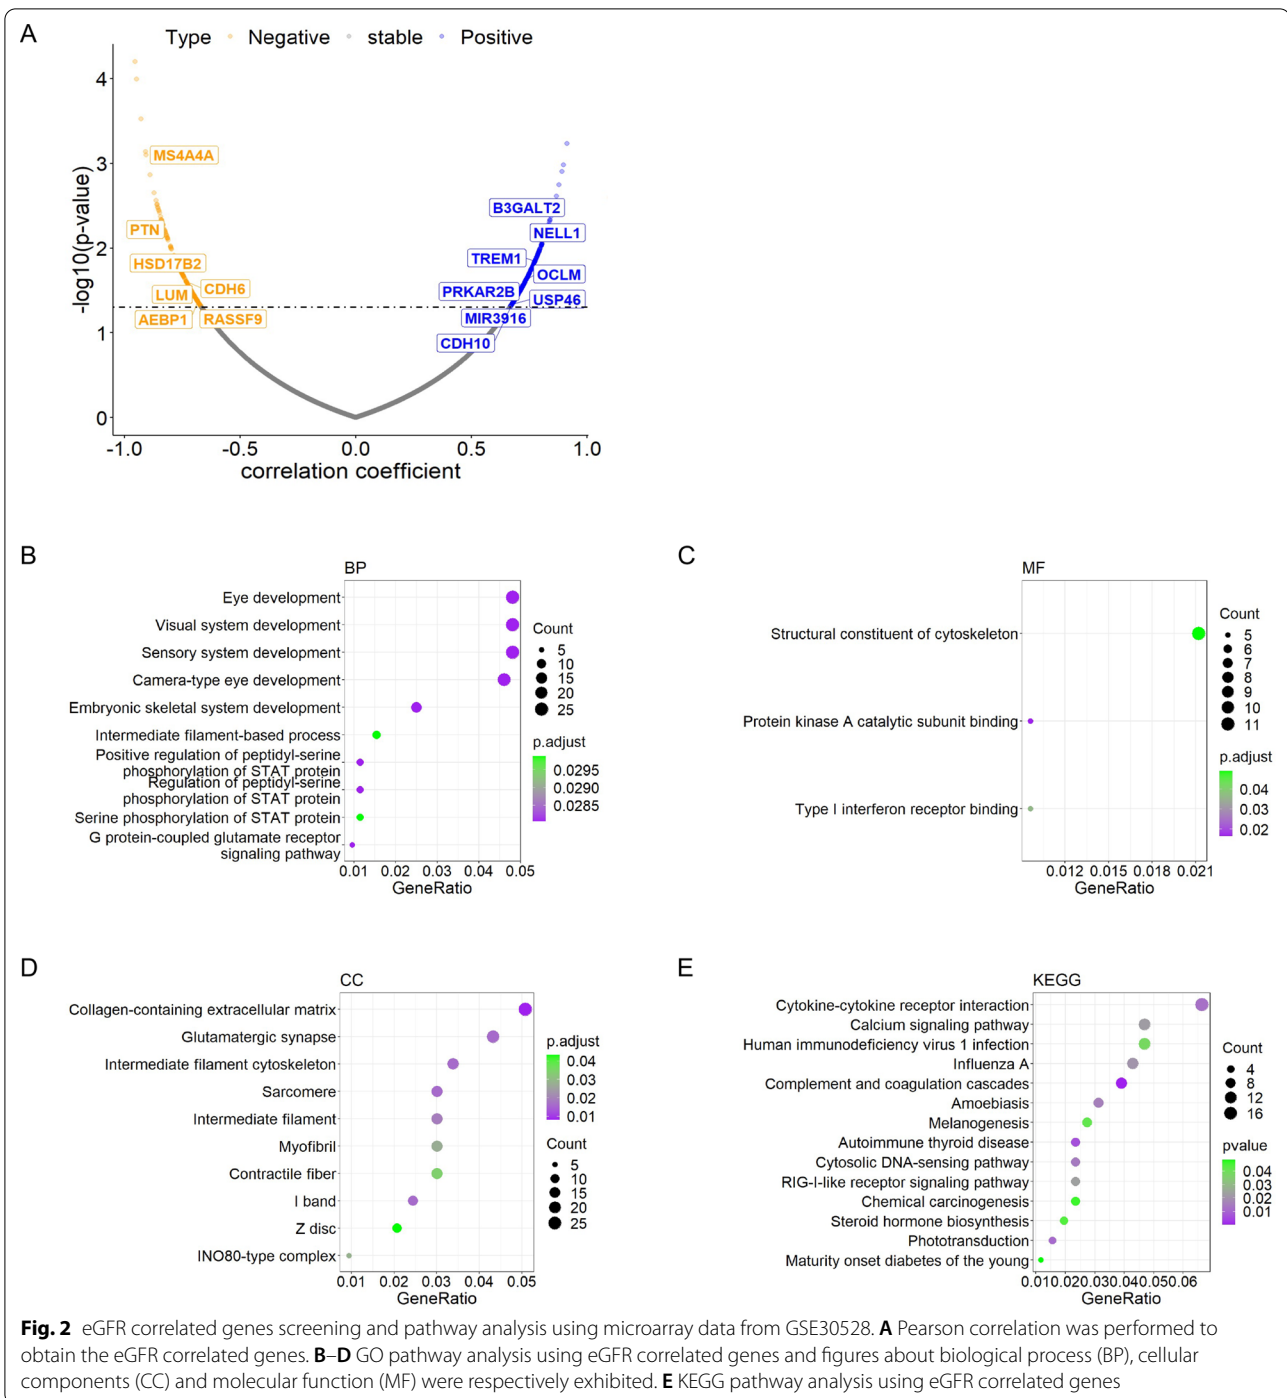 A
Type Negative stable Positive
-log10(p-value)
4
3
2
1
0
MS4A4A
PTN
HSD17B2
CDH6
LUM
AEBP1
RASSF9
B3GALT2
NELL1
TREM1
OCLM
PRKAR2B
USP46
MIR3916
CDH10
-1.0 -0.5 0.0 0.5 1.0
correlation coefficient
B
BP
Eye development
Visual system development
Sensory system development
Camera-type eye development
Embryonic skeletal system development
Intermediate filament-based process
Positive regulation of peptidyl-serine
phosphorylation of STAT protein
Regulation of peptidyl-serine
phosphorylation of STAT protein
Serine phosphorylation of STAT protein
G protein-coupled glutamate receptor
signaling pathway
0.01 0.02 0.03 0.04 0.05
GeneRatio
Count
5
10
15
20
25
p.adjust
0.0295
0.0290
0.0285
C
MF
Structural constituent of cytoskeleton
Protein kinase A catalytic subunit binding
Type I interferon receptor binding
0.012 0.015 0.018 0.021
GeneRatio
Count
5
6
7
8
9
10
11
p.adjust
0.04
0.03
0.02
D
CC
Collagen-containing extracellular matrix
Glutamatergic synapse
Intermediate filament cytoskeleton
Sarcomere
Intermediate filament
Myofibril
Contractile fiber
I band
Z disc
INO80-type complex
0.01 0.02 0.03 0.04 0.05
GeneRatio
p.adjust
0.04
0.03
0.02
0.01
Count
5
10
15
20
25
E
KEGG
Cytokine-cytokine receptor interaction
Calcium signaling pathway
Human immunodeficiency virus 1 infection
Influenza A
Complement and coagulation cascades
Amoebiasis
Melanogenesis
Autoimmune thyroid disease
Cytosolic DNA-sensing pathway
RIG-I-like receptor signaling pathway
Chemical carcinogenesis
Steroid hormone biosynthesis
Phototransduction
Maturity onset diabetes of the young
0.01 0.02 0.03 0.04 0.05 0.06
GeneRatio
Count
4
8
12
16
pvalue
0.04
0.03
0.02
0.01
Fig. 2 eGFR correlated genes screening and pathway analysis using microarray data from GSE30528. A Pearson correlation was performed to
obtain the eGFR correlated genes. B–D GO pathway analysis using eGFR correlated genes and figures about biological process (BP), cellular
components (CC) and molecular function (MF) were respectively exhibited. E KEGG pathway analysis using eGFR correlated genes